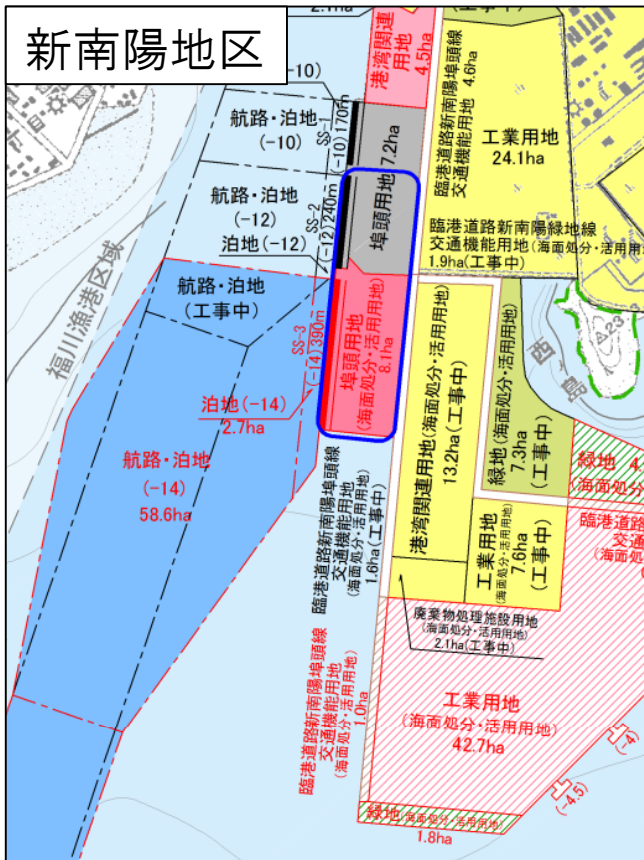 新南陽地区
2.1ha(工事中)
(-10)
港湾関連
用地
4.5ha
臨港道路新南陽埠頭線
交通機能用地 4.6ha
工業用地
24.1ha
航路・泊地
(-10)
SS-1
(-10)170m
7.2ha
埠頭用地
航路・泊地
(-12)
泊地(-12)
SS-2
(-12)240m
臨港道路新南陽緑地線
交通機能用地(海面処分・活用用
1.9ha(工事中)
航路・泊地
(工事中)
福川漁港区域
SS-3
(-14)390m
埠頭用地
(海面処分・活用用地)
8.1ha
西ノ島
23
泊地(-14)
2.7ha
航路・泊地
(-14)
58.6ha
港湾関連用地(海面処分・活用用地)
13.2ha(工事中)
緑地(海面処分・活用用地)
7.3ha
(工事中)
緑地 4.
(海面処分
臨港道路新南陽埠頭線
交通機能用地
(海面処分・活用用地)
1.6ha(工事中)
工業用地
(海面処分・活用用地)
7.6ha
(工事中)
臨港道路
交通
(海面
廃棄物処理施設用地
(海面処分・活用用地)
2.1ha(工事中)
臨港道路新南陽埠頭線
交通機能用地
(海面処分・活用用地)
1.0ha
工業用地
(海面処分・活用用地)
42.7ha
(-4)
(-4.5)
緑地(海面処分・活用用地)
1.8ha